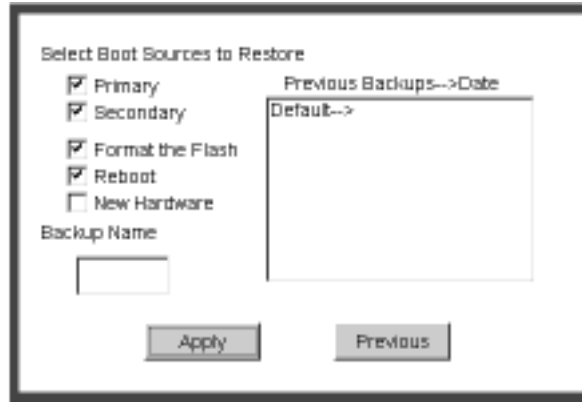 Select Boot Sources to Restore
Primary
Secondary
Format the Flash
Reboot
New Hardware
Backup Name
Previous Backups-->Date
Default-->
Apply
Previous